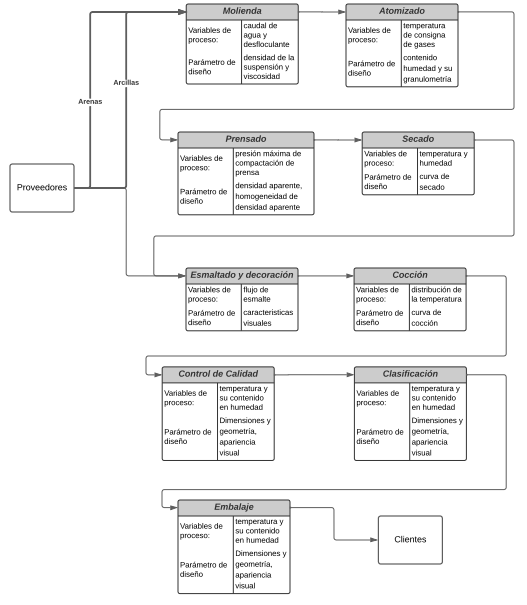 Molienda
Variables de
proceso:
caudal de
agua y
desfloculante
Parámetro de
diseño
densidad de la
suspensión y
viscosidad
Atomizado
Variables de
proceso:
temperatura
de consigna
de gases
Parámetro de
diseño
contenido
humedad y su
granulometría
Arcillas
Arenas
Proveedores
Prensado
Variables de
proceso:
presión máxima de
compactación de
prensa
Parámetro de
diseño
densidad aparente,
homogeneidad de
densidad aparente
Secado
Variables de
proceso:
temperatura y
humedad
Parámetro de
diseño
curva de
secado
Esmaltado y decoración
Variables de
proceso:
flujo de
esmalte
Parámetro de
diseño
caracteristicas
visuales
Cocción
Variables de
proceso:
distribución de
la temperatura
Parámetro de
diseño
curva de
cocción
Control de Calidad
Variables de
proceso:
temperatura y
su contenido
en humedad
Parámetro de
diseño
Dimensiones y
geometría,
apariencia
visual
Clasificación
Variables de
proceso:
temperatura y
su contenido
en humedad
Parámetro de
diseño
Dimensiones y
geometría,
apariencia
visual
Embalaje
Variables de
proceso:
temperatura y
su contenido
en humedad
Parámetro de
diseño
Dimensiones y
geometría,
apariencia
visual
Clientes